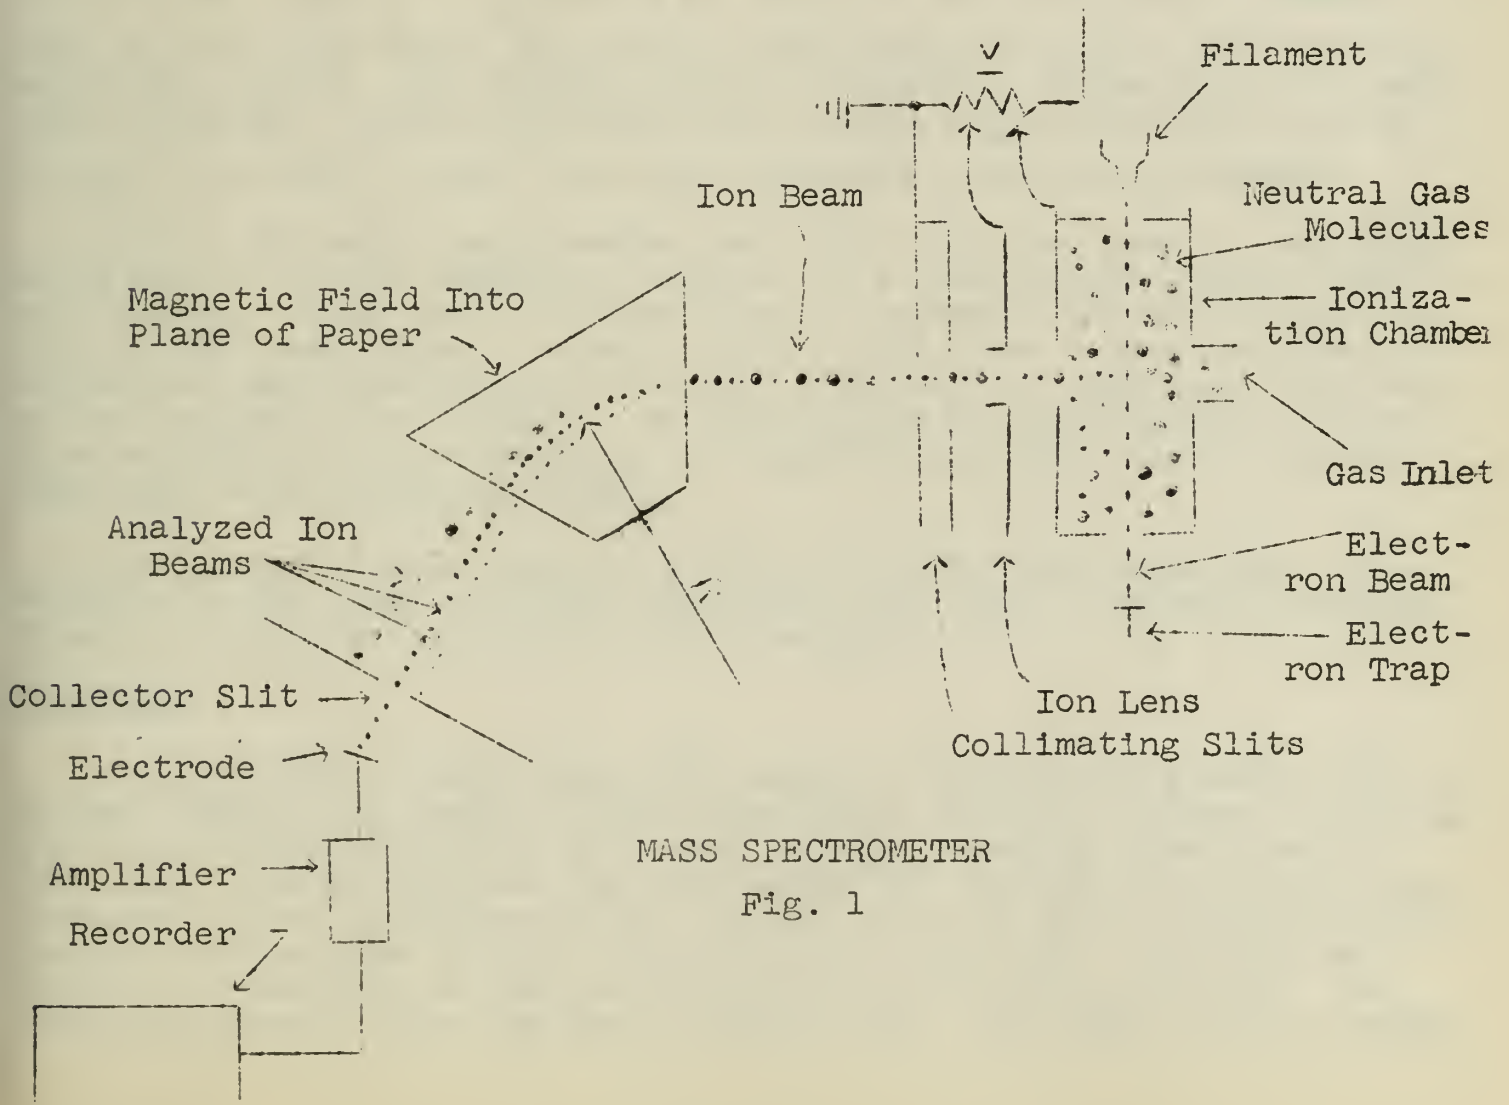 V
Filament
Ion Beam
Neutral Gas
Molecules
Magnetic Field Into
Plane of Paper
Ioniza-
tion Chamber
Gas Inlet
Analyzed Ion
Beams
Elect-
ron Beam
Elect-
ron Trap
Collector Slit
Ion Lens
Collimating Slits
Electrode
MASS SPECTROMETER
Fig. 1
Amplifier
Recorder